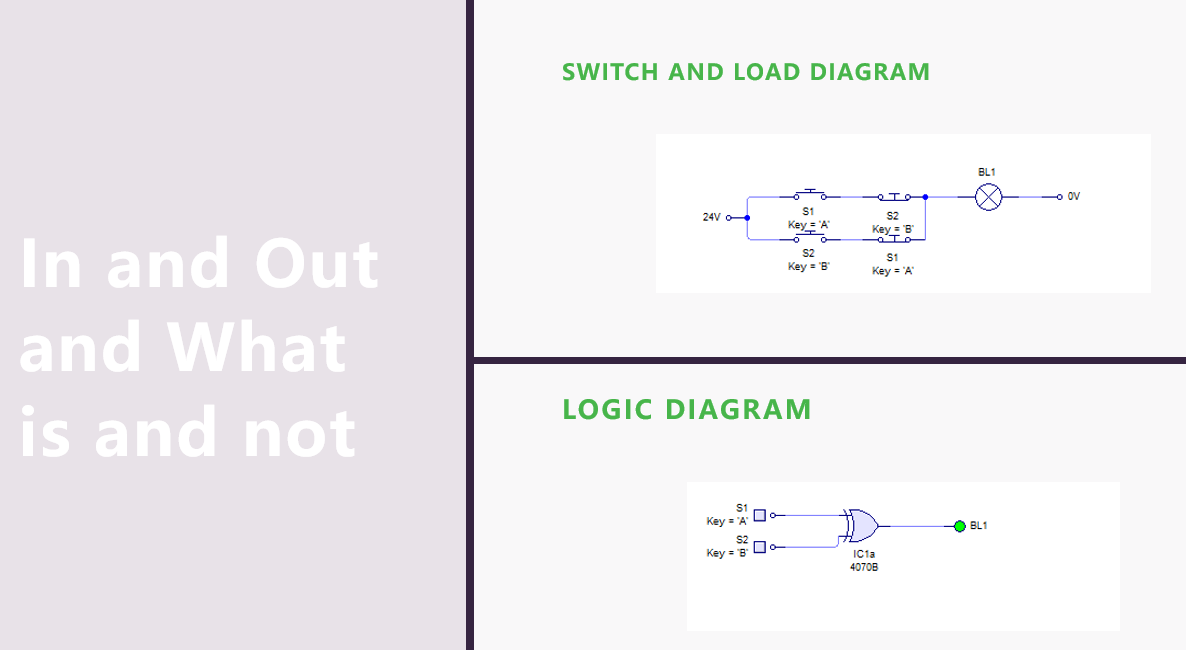 In and Out
and What
is and not
SWITCH AND LOAD DIAGRAM
BL1
24V
0V
S1
Key = 'A'
S2
Key = 'B'
S2
Key = 'B'
S1
Key = 'A'
LOGIC DIAGRAM
S1
Key = 'A'
S2
Key = 'B'
BL1
IC1a
4070B